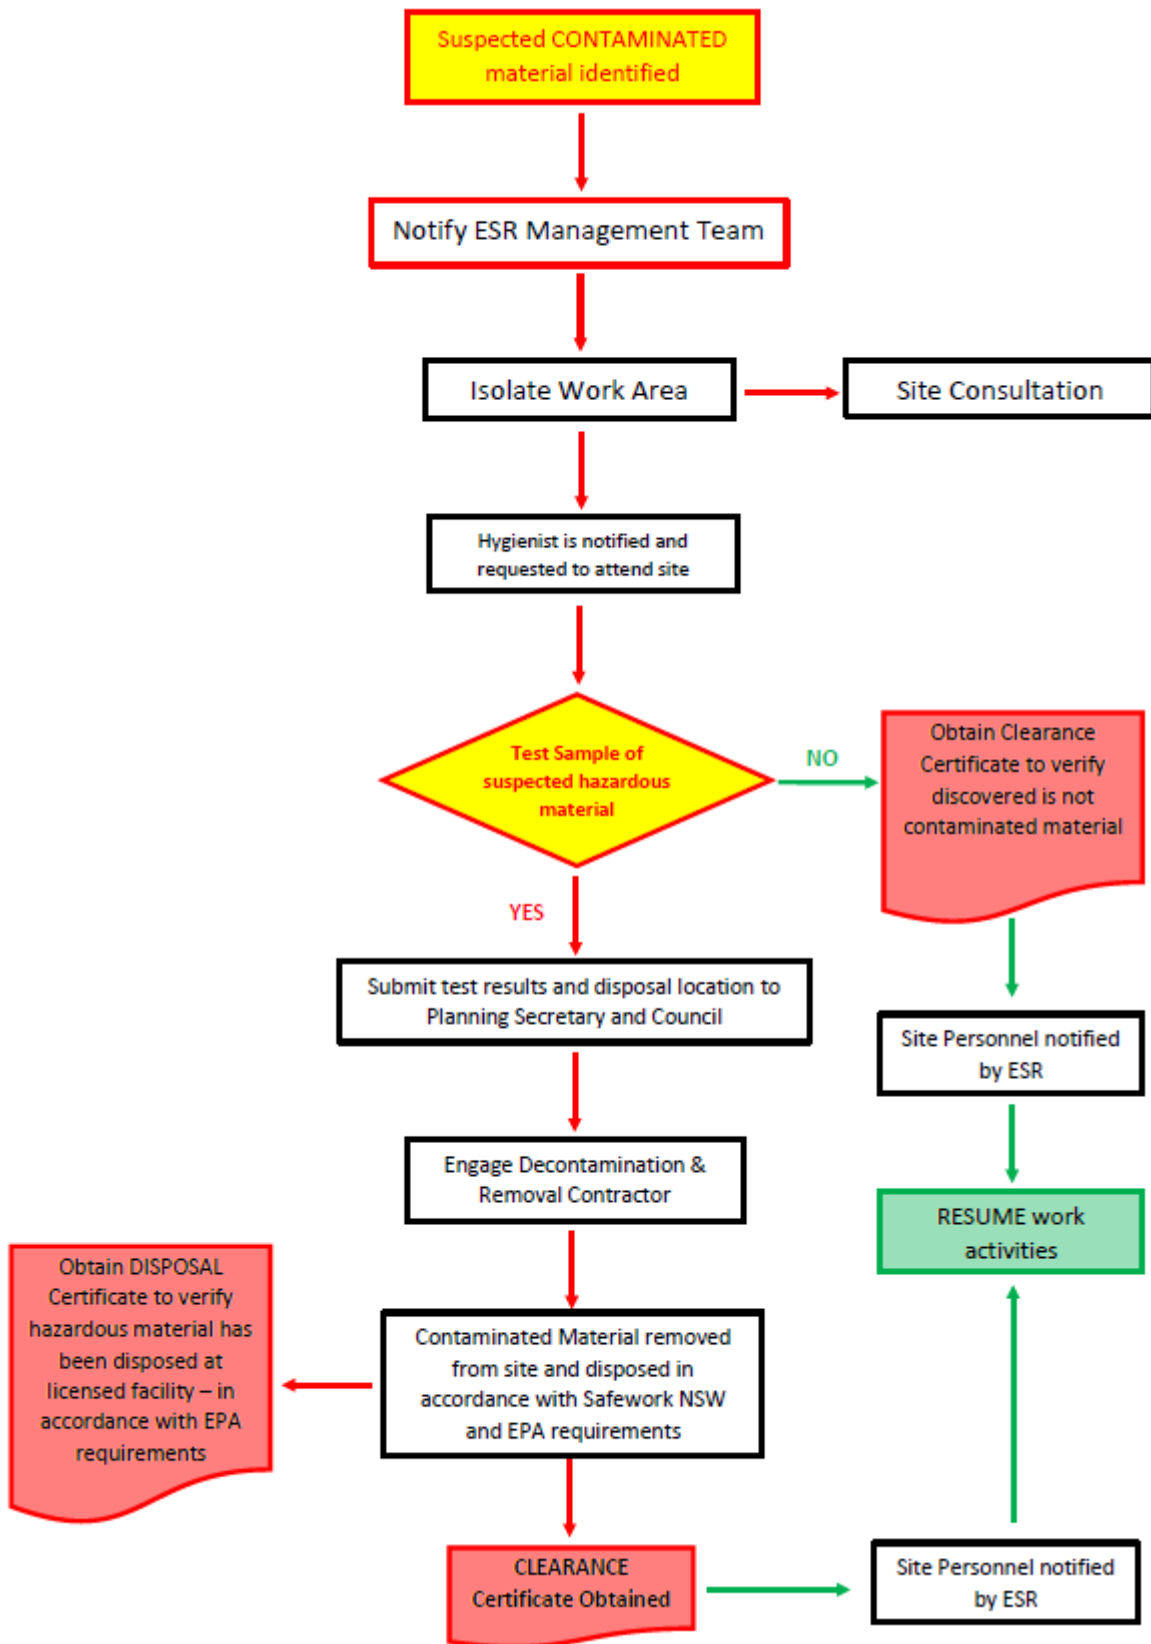 Suspected CONTAMINATED
material identified
Notify ESR Management Team
Isolate Work Area
Site Consultation
Hygienist is notified and
requested to attend site
Test Sample of
suspected hazardous
material
NO
Obtain Clearance
Certificate to verify
discovered is not
contaminated material
YES
Submit test results and disposal location to
Planning Secretary and Council
Site Personnel notified
by ESR
Engage Decontamination &
Removal Contractor
RESUME work
activities
Obtain DISPOSAL
Certificate to verify
hazardous material has
been disposed at
licensed facility – in
accordance with EPA
requirements
Contaminated Material removed
from site and disposed in
accordance with Safework NSW
and EPA requirements
CLEARANCE
Certificate Obtained
Site Personnel notified
by ESR